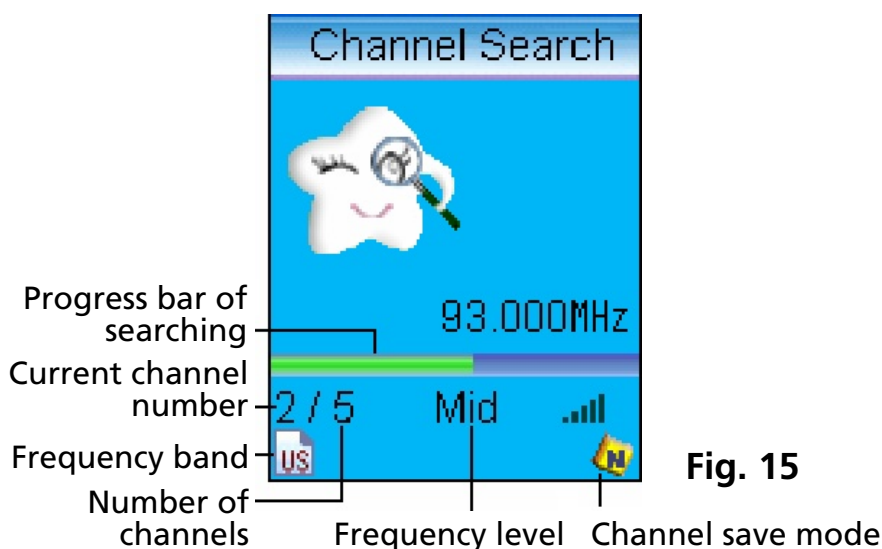 Channel Search
93.000MHz
Progress bar of
searching
Current channel
number
2 / 5 Mid
US
N
Frequency band
Fig. 15
Number of
channels
Frequency level
Channel save mode